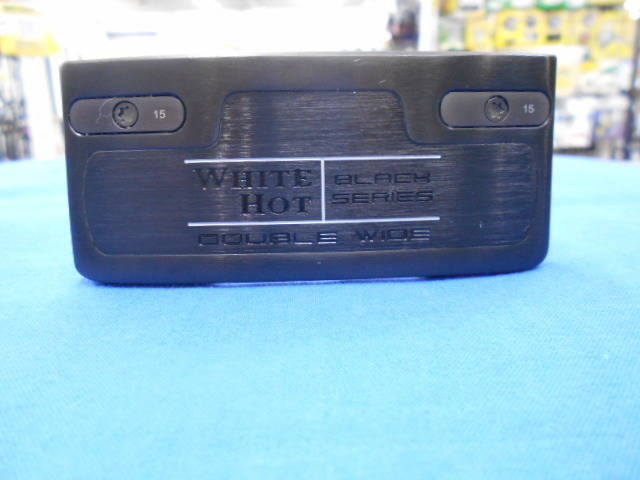 15
15
WHITE HOT
BLACK SERIES
DOUBLE WIDE